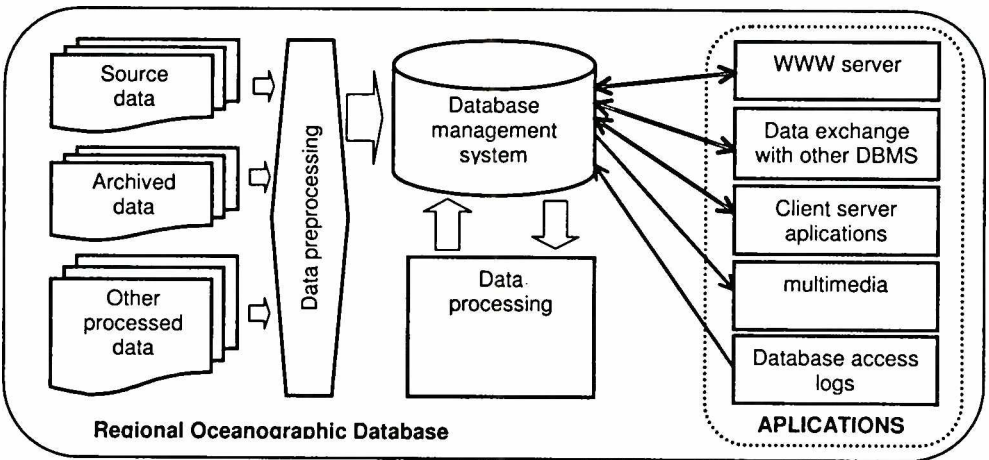 Source
data
Archived
data
Other
processed
data
Data preprocessing
Database
management
system
Data
processing
WWW server
Data exchange
with other DBMS
Client server
aplications
multimedia
Database access
logs
APLICATIONS
Regional Oceanographic Database